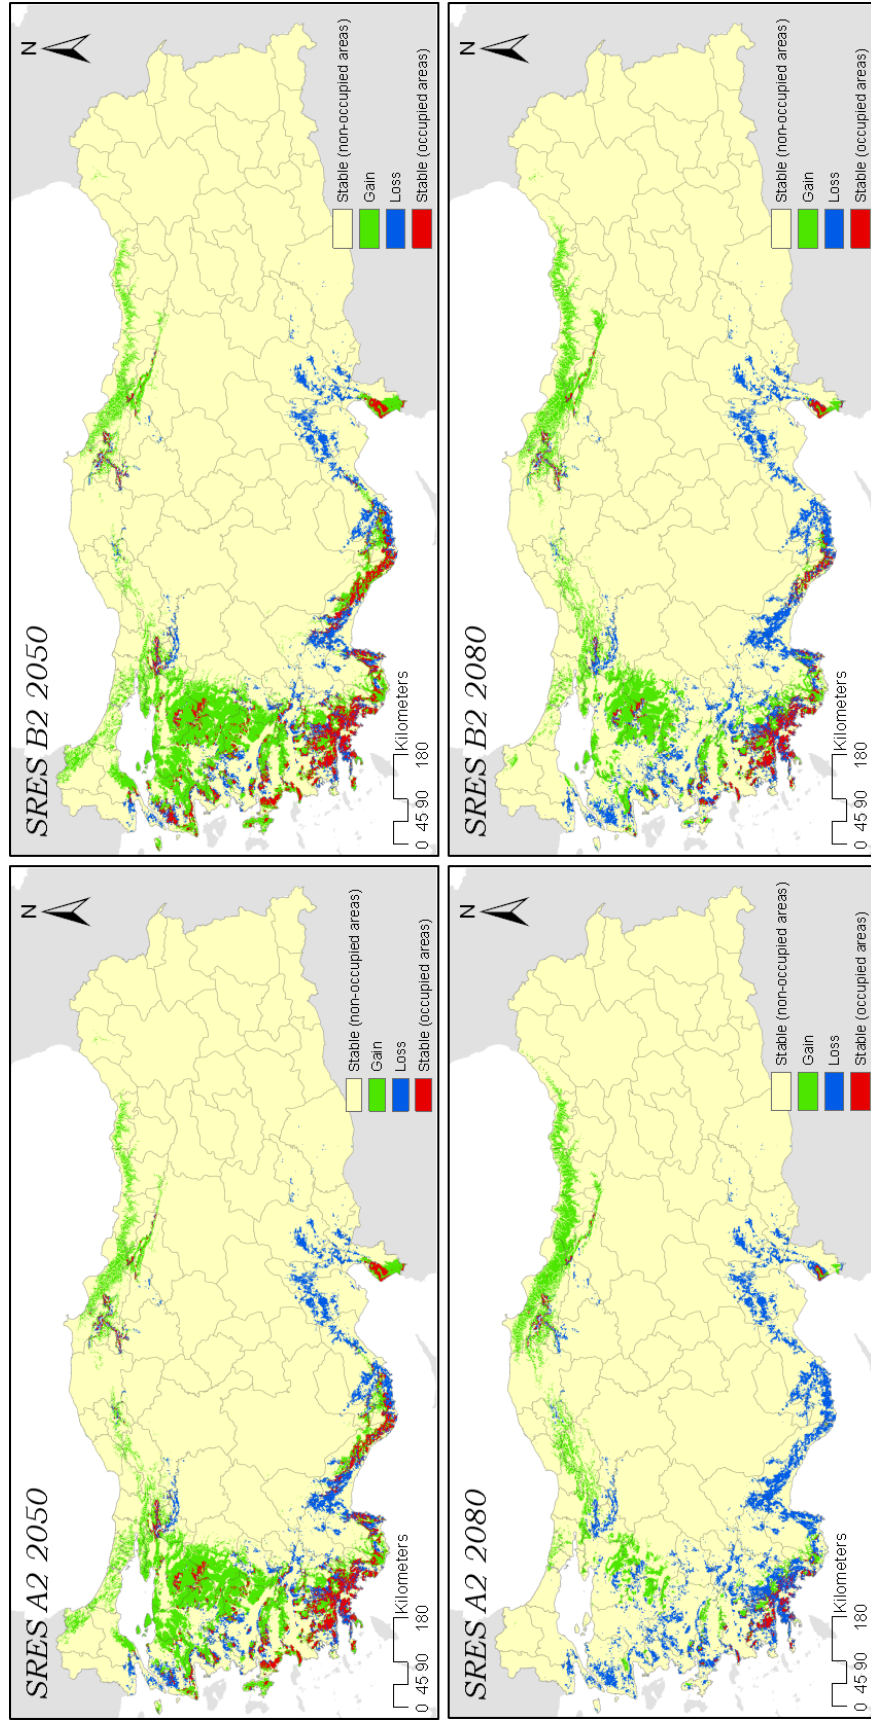 SRES A2 2050
N
Stable (non-occupied areas)
Gain
Loss
Stable (occupied areas)
Kilometers
0 45 90 180
SRES B2 2050
N
Stable (non-occupied areas)
Gain
Loss
Stable (occupied areas)
Kilometers
0 45 90 180
SRES A2 2080
N
Stable (non-occupied areas)
Gain
Loss
Stable (occupied areas)
Kilometers
0 45 90 180
SRES B2 2080
N
Stable (non-occupied areas)
Gain
Loss
Stable (occupied areas)
Kilometers
0 45 90 180